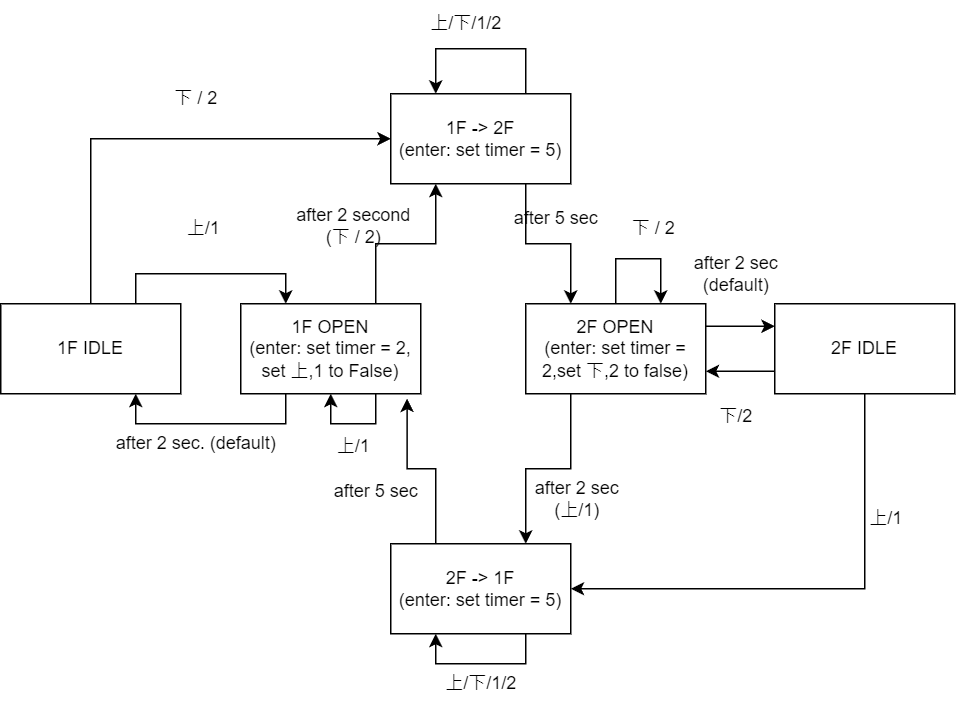 上/下/1/2
下 / 2
1F -> 2F
(enter: set timer = 5)
after 2 second
(下 / 2)
after 5 sec
上/1
下 / 2
after 2 sec
(default)
1F IDLE
1F OPEN
(enter: set timer = 2,
set 上,1 to False)
2F OPEN
(enter: set timer =
2,set 下,2 to false)
2F IDLE
下/2
after 2 sec. (default)
上/1
after 5 sec
after 2 sec
(上/1)
上/1
2F -> 1F
(enter: set timer = 5)
上/下/1/2